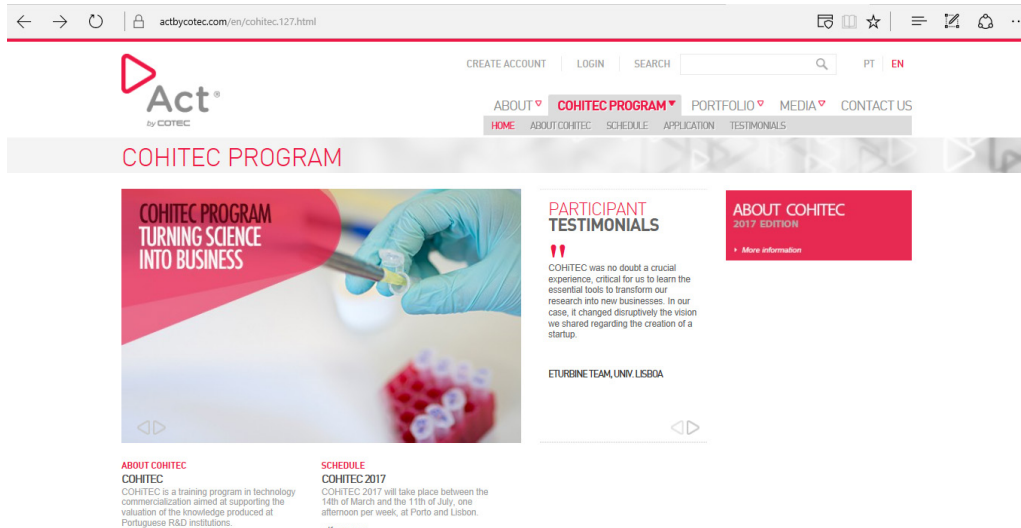 actbycotec.com/en/cohitec.127.html
CREATE ACCOUNT LOGIN SEARCH PT EN
Act®
by COTEC
ABOUT COHITEC PROGRAM PORTFOLIO MEDIA CONTACT US
HOME ABOUT COHITEC SCHEDULE APPLICATION TESTIMONIALS
COHITEC PROGRAM
COHITEC PROGRAM
TURNING SCIENCE
INTO BUSINESS
PARTICIPANT
TESTIMONIALS
"
COHiTEC was no doubt a crucial
experience, critical for us to learn the
essential tools to transform our
research into new businesses. In our
case, it changed disruptively the vision
we shared regarding the creation of a
startup.
ETURBINE TEAM, UNIV. LISBOA
ABOUT COHITEC
2017 EDITION
More information
ABOUT COHITEC
COHITEC
COHiTEC is a training program in technology
commercialization aimed at supporting the
valuation of the knowledge produced at
Portuguese R&D institutions.
SCHEDULE
COHITEC 2017
COHiTEC 2017 will take place between the
14th of March and the 11th of July, one
afternoon per week, at Porto and Lisbon.